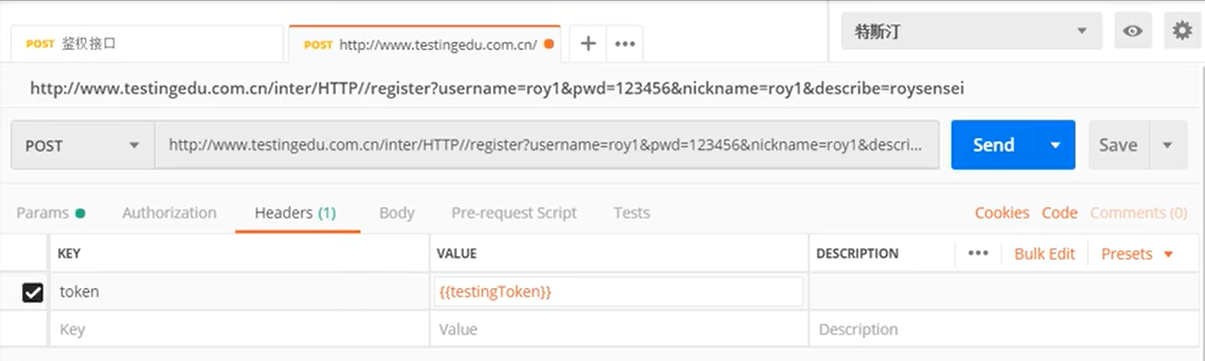 POST 鉴权接口
POST http://www.testingedu.com.cn/
特斯汀
http://www.testingedu.com.cn/inter/HTTP//register?username=roy1&pwd=123456&nickname=roy1&describe=roysensei
POST http://www.testingedu.com.cn/inter/HTTP//register?username=roy1&pwd=123456&nickname=roy1&descri... Send Save
Params Authorization Headers (1) Body Pre-request Script Tests Cookies Code Comments (0)
KEY VALUE DESCRIPTION ••• Bulk Edit Presets
token {{testingToken}}
Key Value Description